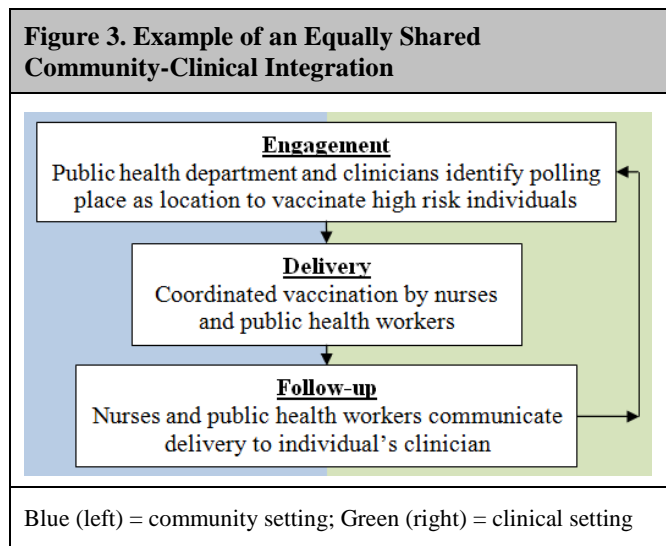 Figure 3. Example of an Equally Shared
Community-Clinical Integration
Engagement
Public health department and clinicians identify polling
place as location to vaccinate high risk individuals
Delivery
Coordinated vaccination by nurses
and public health workers
Follow-up
Nurses and public health workers communicate
delivery to individual's clinician
Blue (left) = community setting; Green (right) = clinical setting